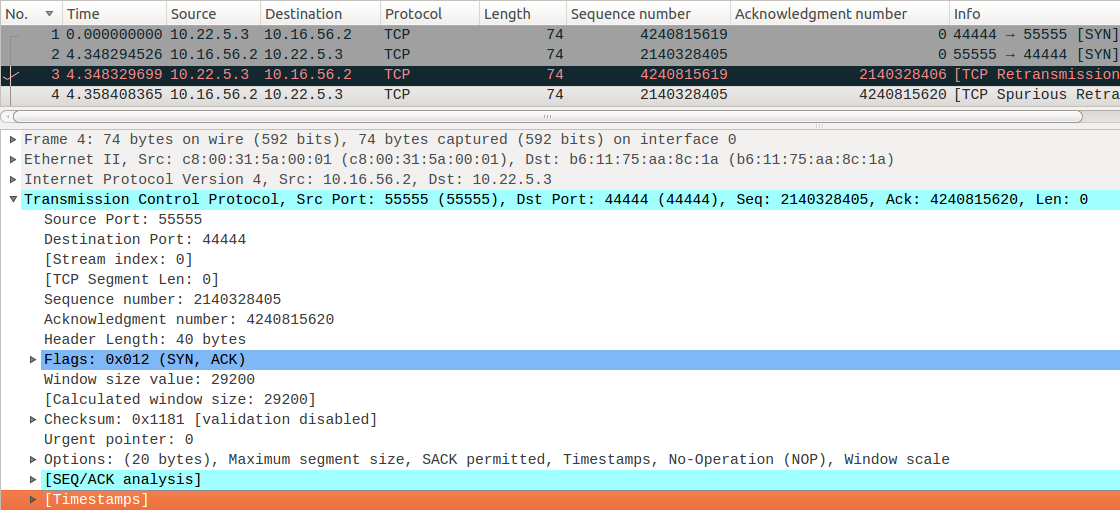 No. Time Source Destination Protocol Length Sequence number Acknowledgment number Info
1 0.000000000 10.22.5.3 10.16.56.2 TCP 74 4240815619 0 44444 → 55555 [SYN]
2 4.348294526 10.16.56.2 10.22.5.3 TCP 74 2140328405 0 55555 → 44444 [SYN]
3 4.348329699 10.22.5.3 10.16.56.2 TCP 74 4240815619 2140328406 [TCP Retransmission
4 4.358408365 10.16.56.2 10.22.5.3 TCP 74 2140328405 4240815620 [TCP Spurious Retra
Frame 4: 74 bytes on wire (592 bits), 74 bytes captured (592 bits) on interface 0
Ethernet II, Src: c8:00:31:5a:00:01 (c8:00:31:5a:00:01), Dst: b6:11:75:aa:8c:1a (b6:11:75:aa:8c:1a)
Internet Protocol Version 4, Src: 10.16.56.2, Dst: 10.22.5.3
Transmission Control Protocol, Src Port: 55555 (55555), Dst Port: 44444 (44444), Seq: 2140328405, Ack: 4240815620, Len: 0
Source Port: 55555
Destination Port: 44444
[Stream index: 0]
[TCP Segment Len: 0]
Sequence number: 2140328405
Acknowledgment number: 4240815620
Header Length: 40 bytes
Flags: 0x012 (SYN, ACK)
Window size value: 29200
[Calculated window size: 29200]
Checksum: 0x1181 [validation disabled]
Urgent pointer: 0
Options: (20 bytes), Maximum segment size, SACK permitted, Timestamps, No-Operation (NOP), Window scale
[SEQ/ACK analysis]
[Timestamps]